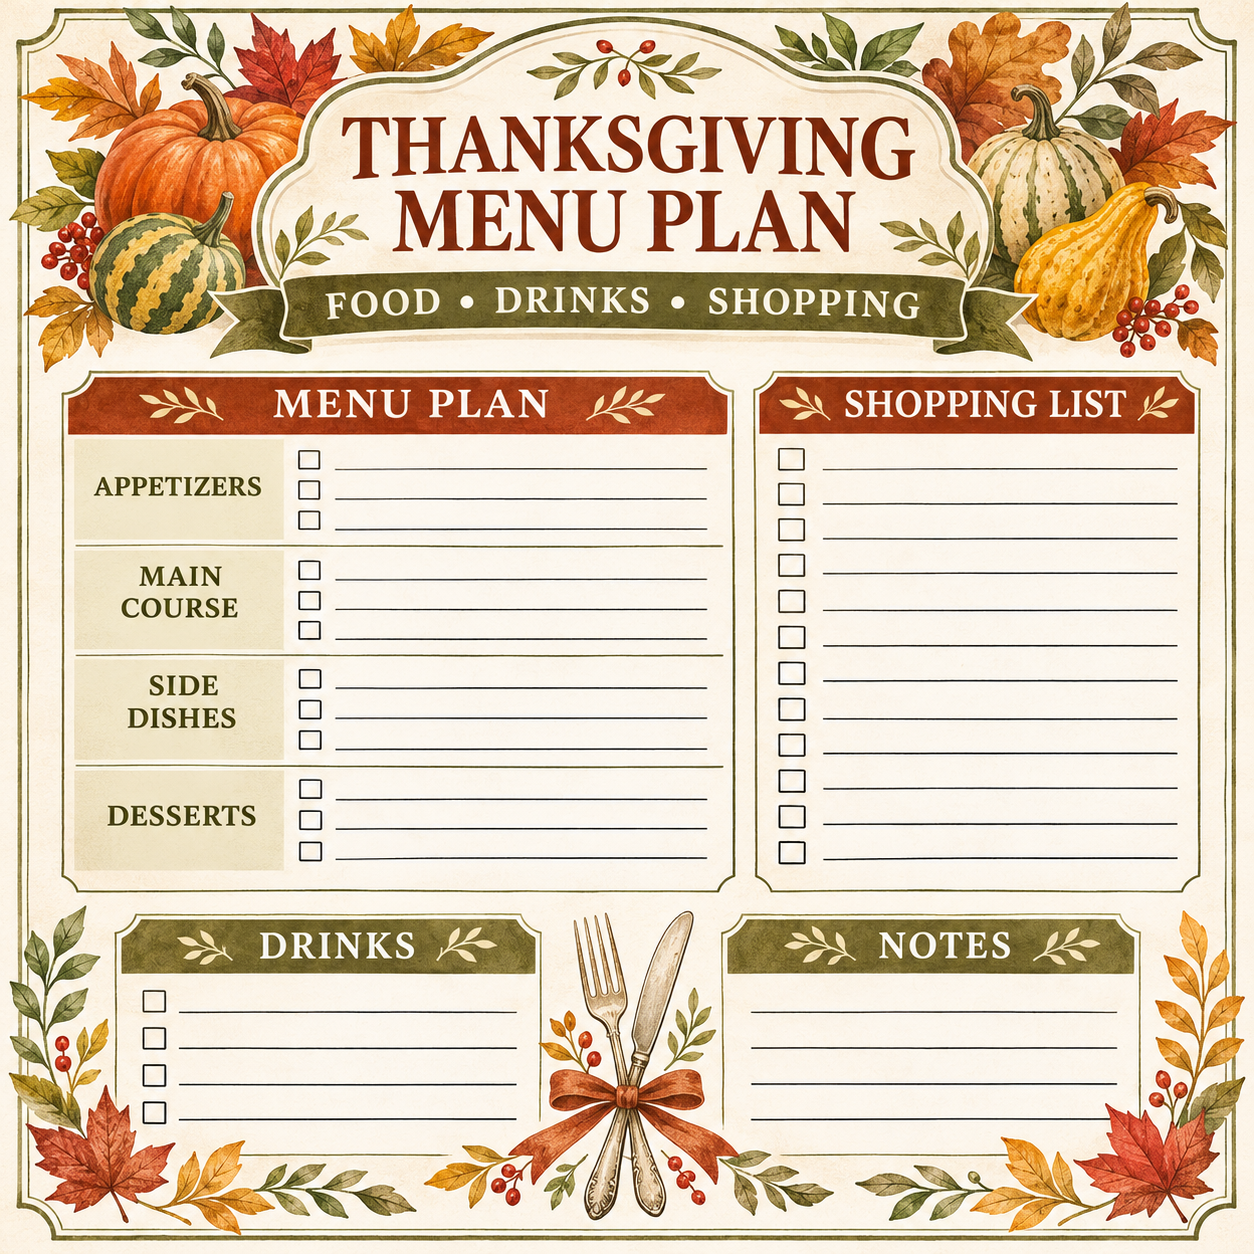 THANKSGIVING
MENU PLAN
FOOD • DRINKS • SHOPPING
MENU PLAN
APPETIZERS
MAIN
COURSE
SIDE
DISHES
DESSERTS
SHOPPING LIST
DRINKS
NOTES